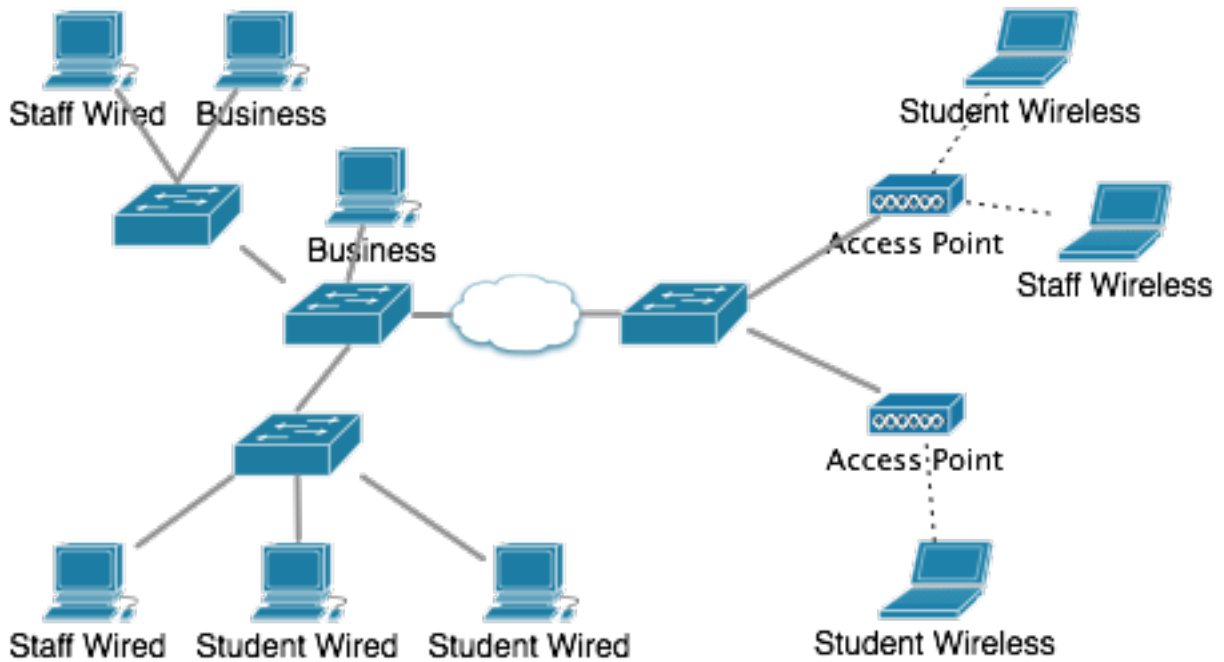 Staff Wired
Business
Student Wireless
Business
Access Point
Staff Wireless
Access Point
Staff Wired
Student Wired
Student Wired
Student Wireless